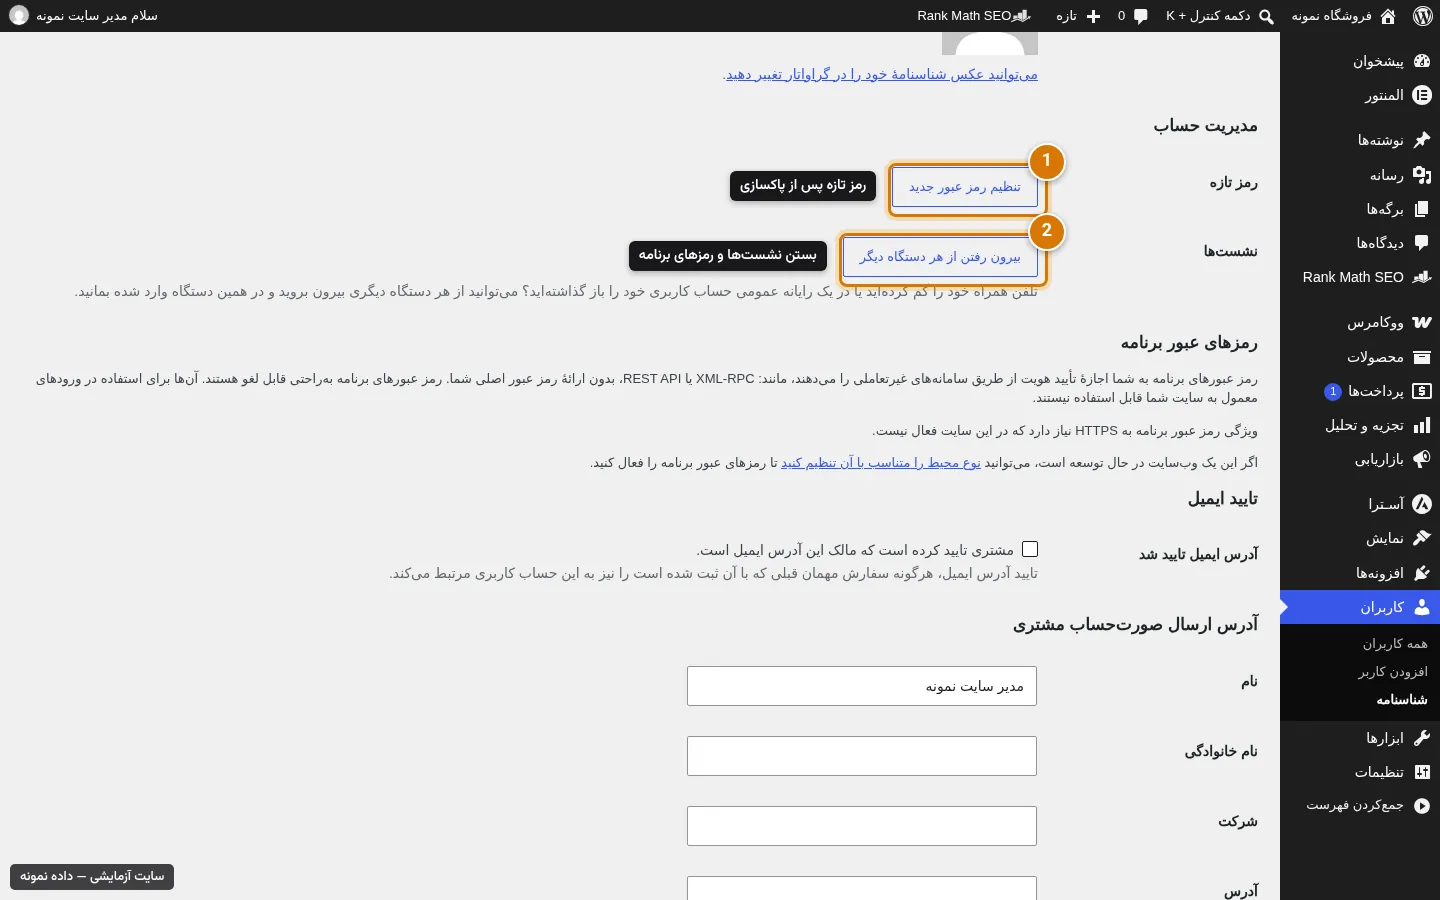 فروشگاه نمونه
دکمه کنترل + K
0
تازه
Rank Math SEO
سلام مدیر سایت نمونه
پیشخوان
المنتور
نوشته‌ها
رسانه
برگه‌ها
دیدگاه‌ها
Rank Math SEO
ووکامرس
محصولات
پرداخت‌ها 1
تجزیه و تحلیل
بازاریابی
آسـترا
نمایش
افزونه‌ها
کاربران
همه کاربران
افزودن کاربر
شناسنامه
ابزارها
تنظیمات
جمع‌کردن فهرست
می‌توانید عکس شناسنامهٔ خود را در گراواتار تغییر دهید.
مدیریت حساب
1
رمز تازه
تنظیم رمز عبور جدید
رمز تازه پس از پاکسازی
2
نشست‌ها
بیرون رفتن از هر دستگاه دیگر
بستن نشست‌ها و رمزهای برنامه
تلفن همراه خود را گم کرده‌اید یا در یک رایانه عمومی حساب کاربری خود را باز گذاشته‌اید؟ می‌توانید از هر دستگاه دیگری بیرون بروید و در همین دستگاه وارد شده بمانید.
رمزهای عبور برنامه
رمز عبورهای برنامه به شما اجازهٔ تأیید هویت از طریق سامانه‌های غیرتعاملی را می‌دهند، مانند: XML-RPC یا REST API، بدون ارائهٔ رمز عبور اصلی شما. رمز عبورهای برنامه به‌راحتی قابل لغو هستند. آن‌ها برای استفاده در ورودهای
معمول به سایت شما قابل استفاده نیستند.
ویژگی رمز عبور برنامه به HTTPS نیاز دارد که در این سایت فعال نیست.
اگر این یک وب‌سایت در حال توسعه است، می‌توانید نوع محیط را متناسب با آن تنظیم کنید تا رمزهای عبور برنامه را فعال کنید.
تایید ایمیل
آدرس ایمیل تایید شد
مشتری تایید کرده است که مالک این آدرس ایمیل است.
تایید آدرس ایمیل، هرگونه سفارش مهمان قبلی که با آن ثبت شده است را نیز به این حساب کاربری مرتبط می‌کند.
آدرس ارسال صورت‌حساب مشتری
نام
مدیر سایت نمونه
نام خانوادگی
شرکت
آدرس
سایت آزمایشی – داده نمونه